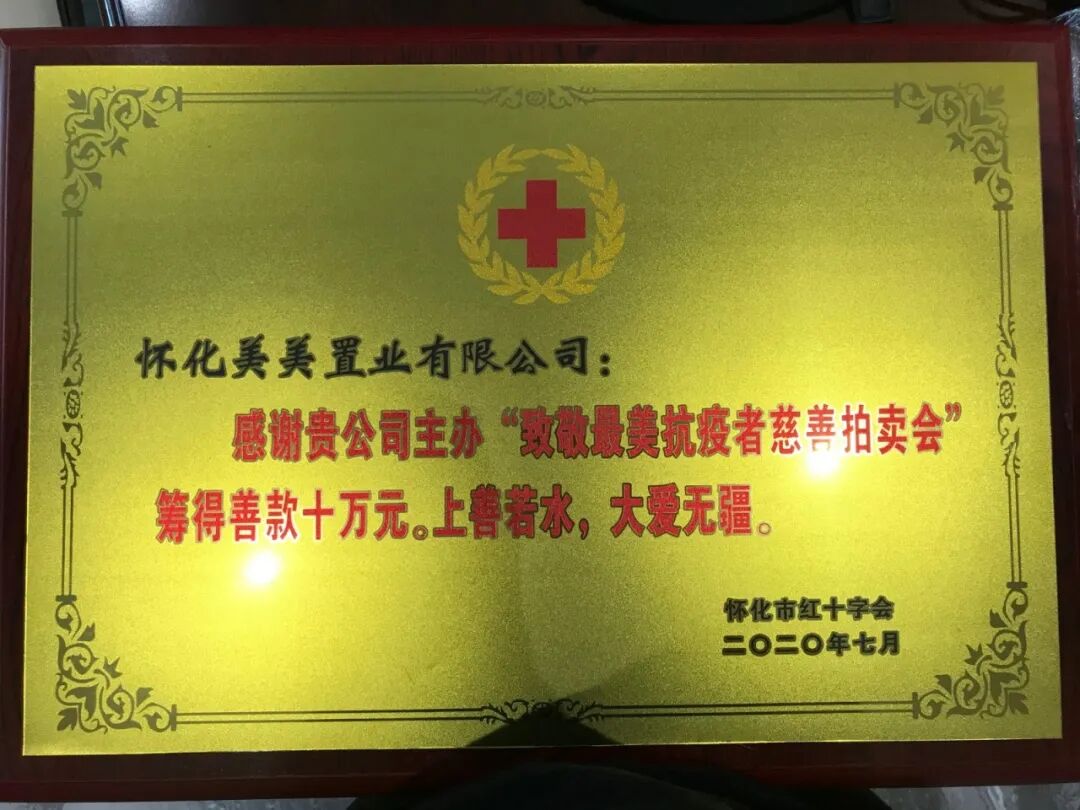 怀化美美置业有限公司:
感谢贵公司主办“致敬最美抗疫者慈善拍卖会”
筹得善款十万元。上善若水，大爱无疆。
怀化市红十字会
二〇二〇年七月